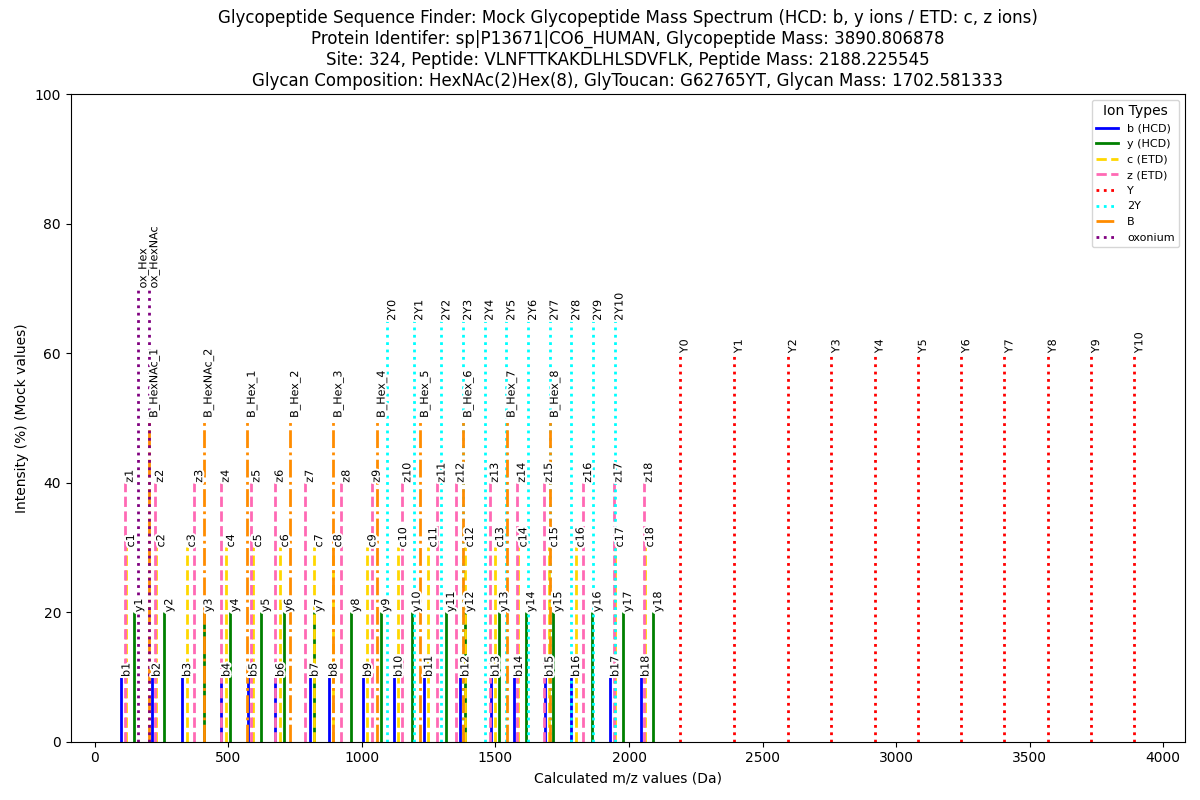 Glycopeptide Sequence Finder: Mock Glycopeptide Mass Spectrum (HCD: b, y ions / ETD: c, z ions)
Protein Identifer: sp|P13671|CO6_HUMAN, Glycopeptide Mass: 3890.806878
Site: 324, Peptide: VLNFTTKAKDLHLSDVFLK, Peptide Mass: 2188.225545
Glycan Composition: HexNAc(2)Hex(8), GlyToucan: G62765YT, Glycan Mass: 1702.581333
Intensity (%) (Mock values)
100
80
60
40
20
0
Ion Types
b (HCD)
y (HCD)
c (ETD)
z (ETD)
Y
2Y
B
oxonium
ox_Hex
ox_HexNAc
2Y0
2Y1
2Y2
2Y3
2Y4
2Y5
2Y6
2Y7
2Y8
2Y9
2Y10
Y0
Y1
Y2
Y3
Y4
Y5
Y6
Y7
Y8
Y9
Y10
B_HexNAc_1
B_HexNAc_2
B_Hex_1
B_Hex_2
B_Hex_3
B_Hex_4
B_Hex_5
B_Hex_6
B_Hex_7
B_Hex_8
z1
z2
z3
z4
z5
z6
z7
z8
z9
z10
z11
z12
z13
z14
z15
z16
z17
z18
c1
c2
c3
c4
c5
c6
c7
c8
c9
c10
c11
c12
c13
c14
c15
c16
c17
c18
y1
y2
y3
y4
y5
y6
y7
y8
y9
y10
y11
y12
y13
y14
y15
y16
y17
y18
b1
b2
b3
b4
b5
b6
b7
b8
b9
b10
b11
b12
b13
b14
b15
b16
b17
b18
0
500
1000
1500
2000
2500
3000
3500
4000
Calculated m/z values (Da)